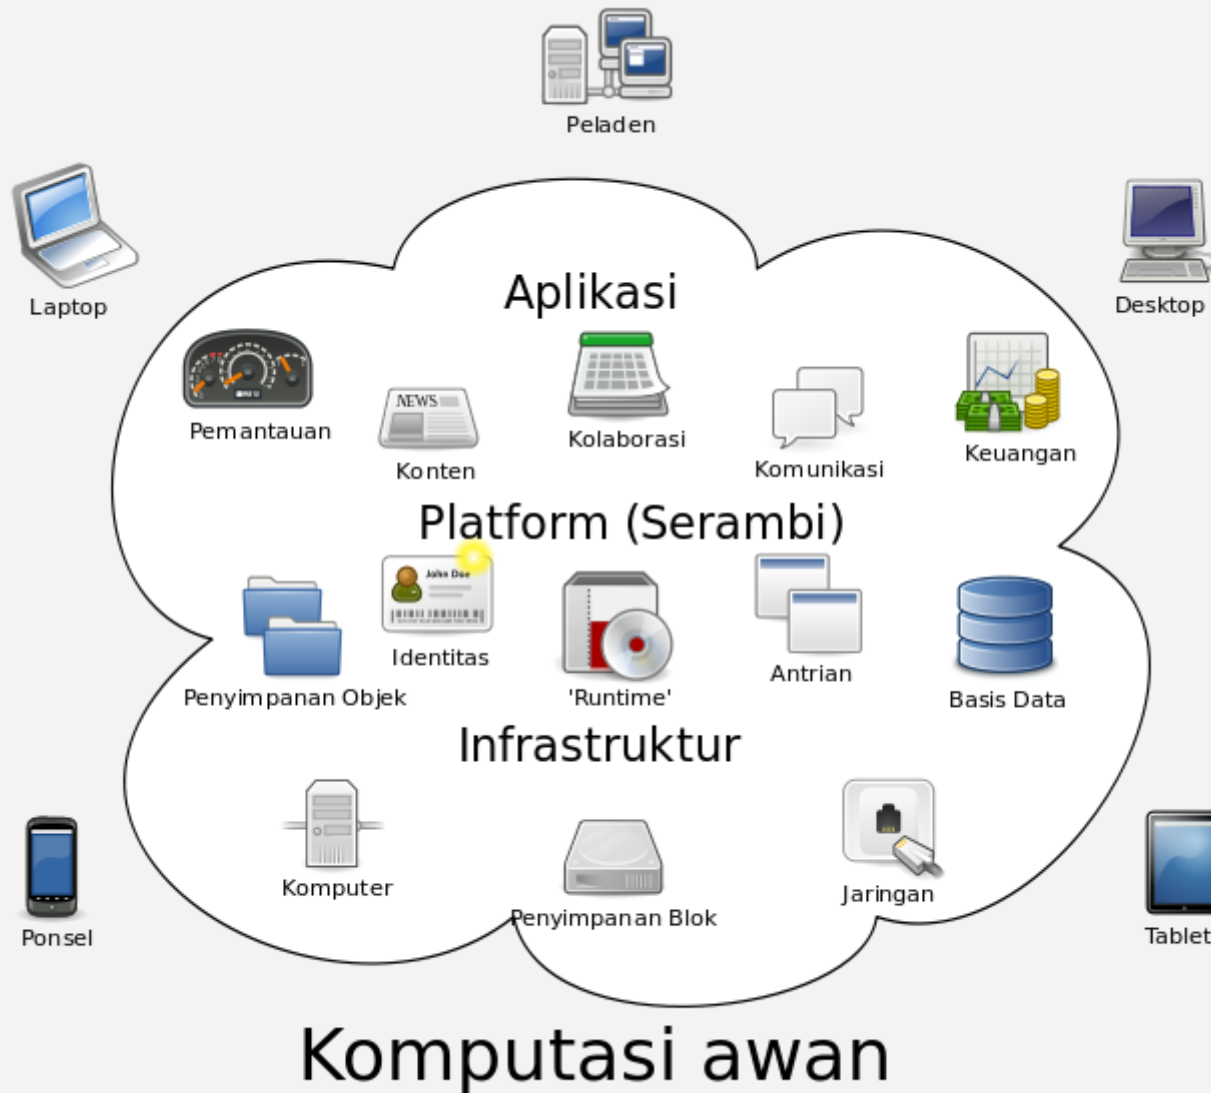 Peladen
Laptop
Desktop
Aplikasi
Pemantauan
NEWS
Konten
Kolaborasi
Komunikasi
Keuangan
Platform (Serambi)
John Doe
Penyimpanan Objek
Identitas
'Runtime'
Antrian
Basis Data
Infrastruktur
Komputer
Penyimpanan Blok
Jaringan
Ponsel
Tablet
Komputasi awan